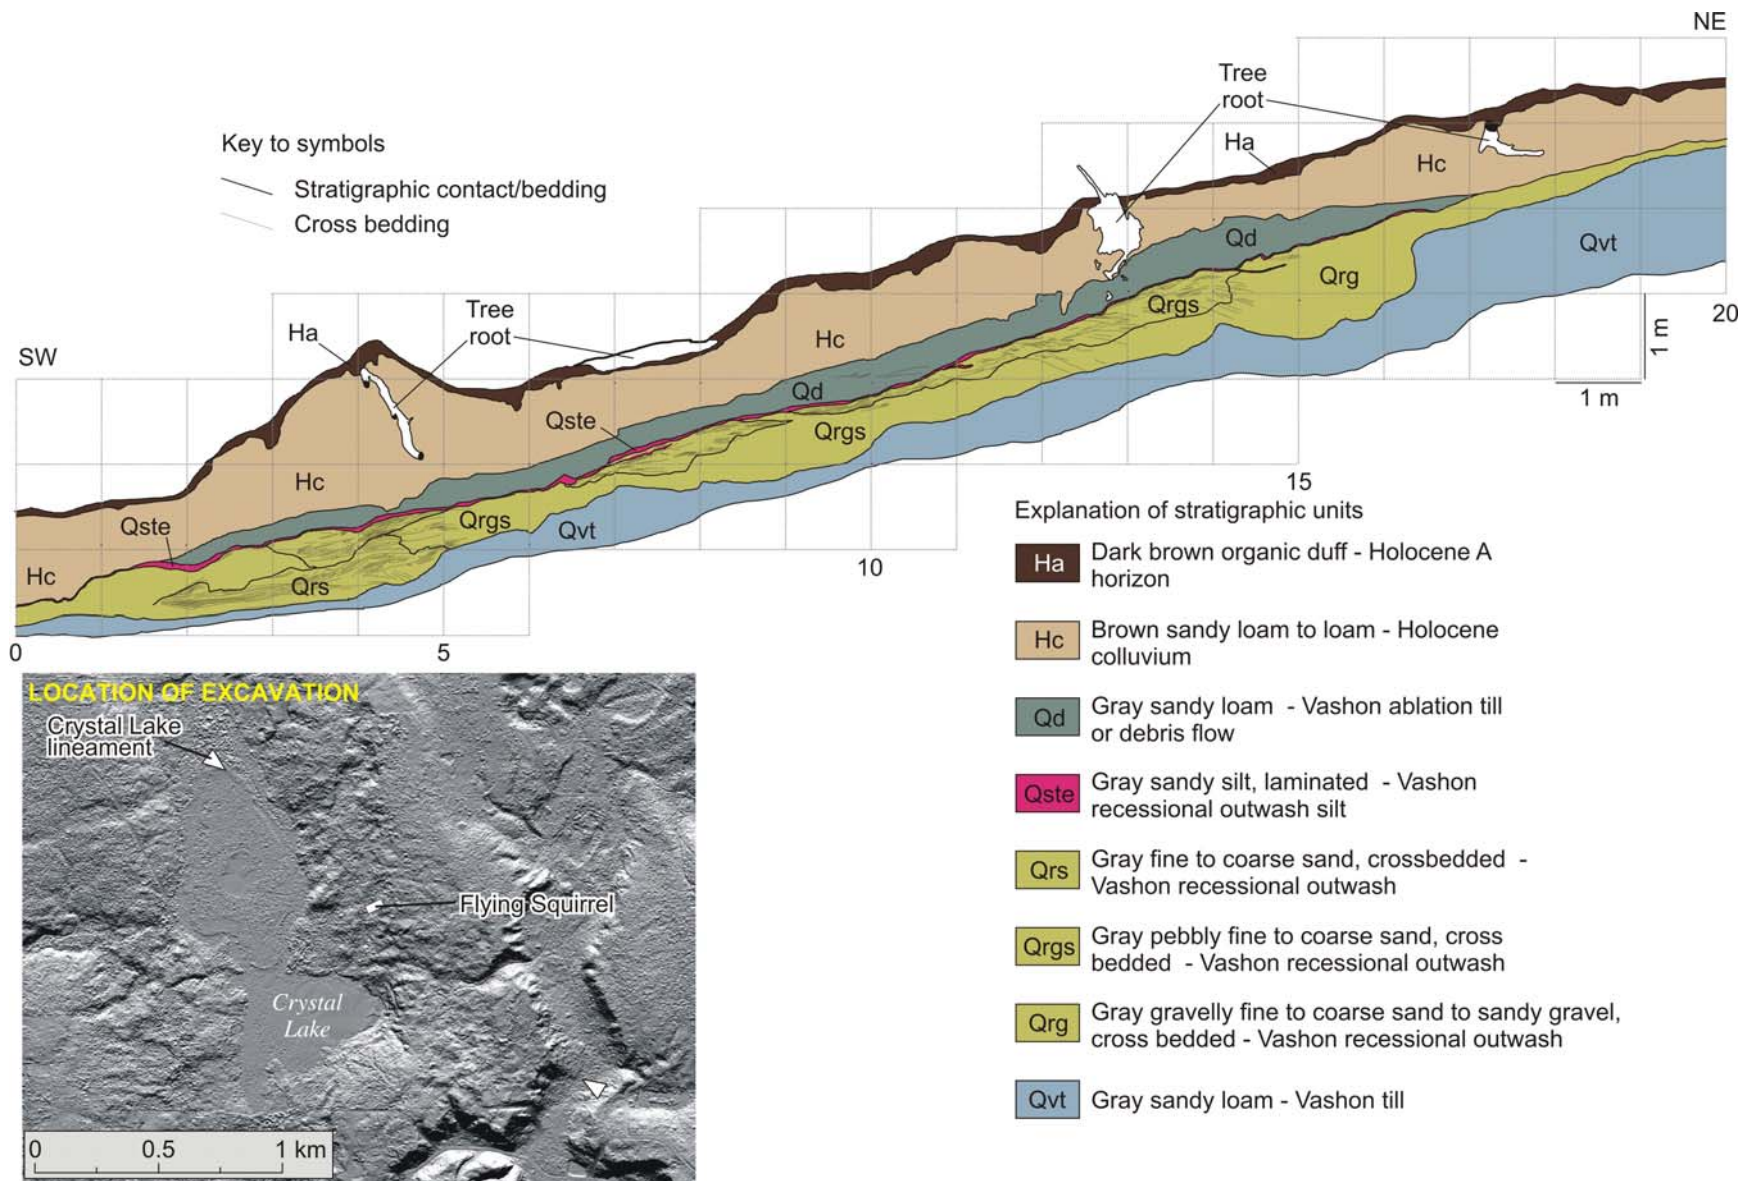 NE
Tree
root
Ha
Hc
Key to symbols
Stratigraphic contact/bedding
Cross bedding
Qd
Qvt
Qrg
Qrgs
20
1 m
1 m
Tree
root
Ha
SW
Hc
Qd
Qste
Qrgs
15
Hc
Qste
Qrgs
Qvt
10
Hc
Qrs
0
5
LOCATION OF EXCAVATION
Crystal Lake
lineament
Flying Squirrel
Crystal
Lake
0 0.5 1 km
Explanation of stratigraphic units
Ha Dark brown organic duff - Holocene A
horizon
Hc Brown sandy loam to loam - Holocene
colluvium
Qd Gray sandy loam - Vashon ablation till
or debris flow
Qste Gray sandy silt, laminated - Vashon
recessional outwash silt
Qrs Gray fine to coarse sand, crossbedded -
Vashon recessional outwash
Qrgs Gray pebbly fine to coarse sand, cross
bedded - Vashon recessional outwash
Qrg Gray gravelly fine to coarse sand to sandy gravel,
cross bedded - Vashon recessional outwash
Qvt Gray sandy loam - Vashon till